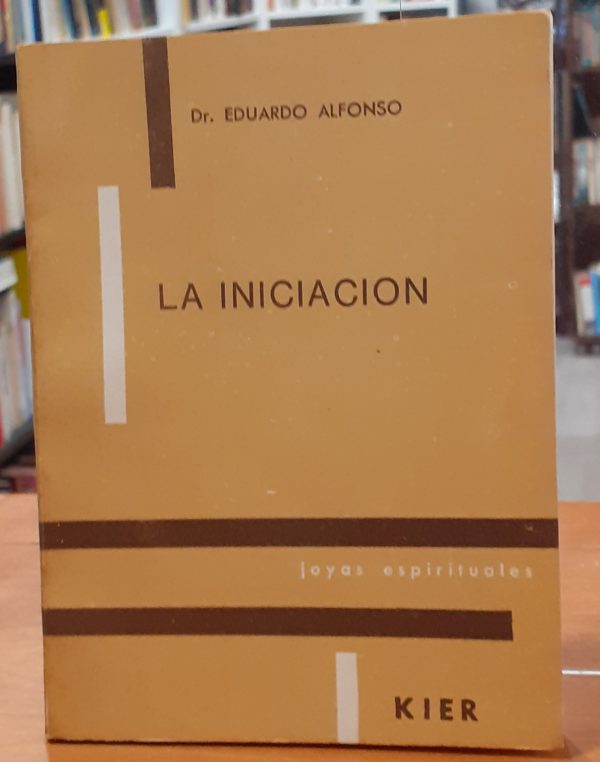 Dr. EDUARDO ALFONSO
LA INICIACION
joyas espirituales
KIER